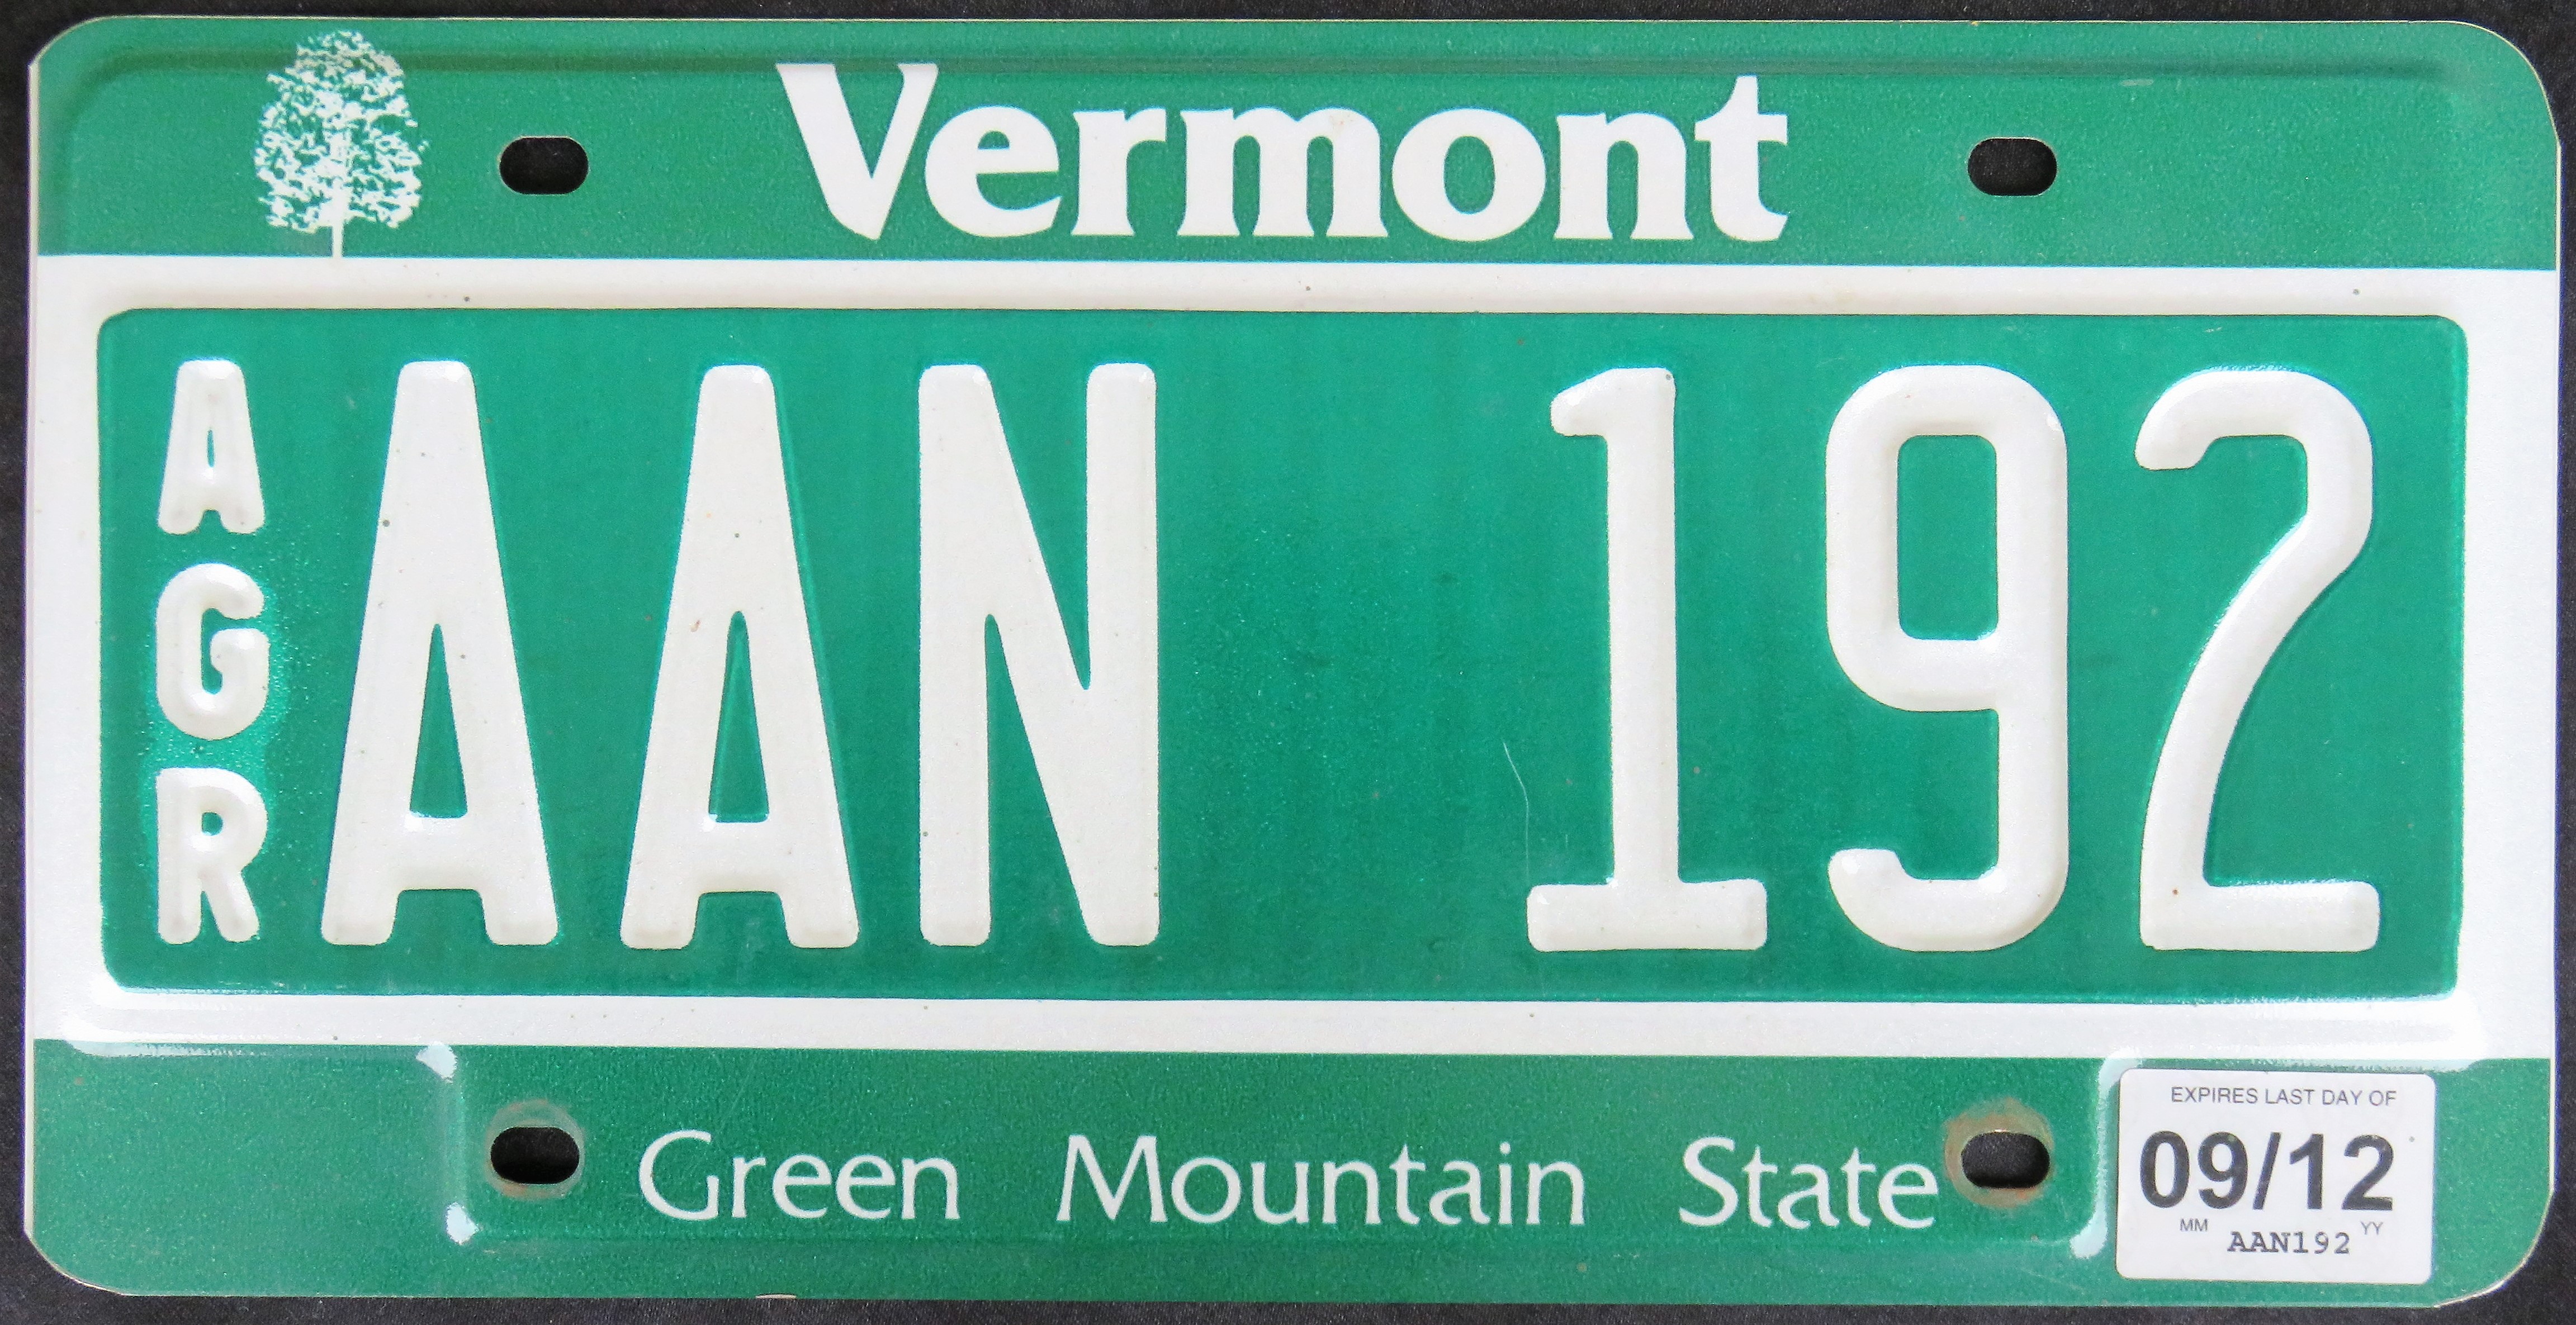 Vermont
AGR
AAN 192
Green Mountain State
EXPIRES LAST DAY OF
09/12
MM YY
AAN192